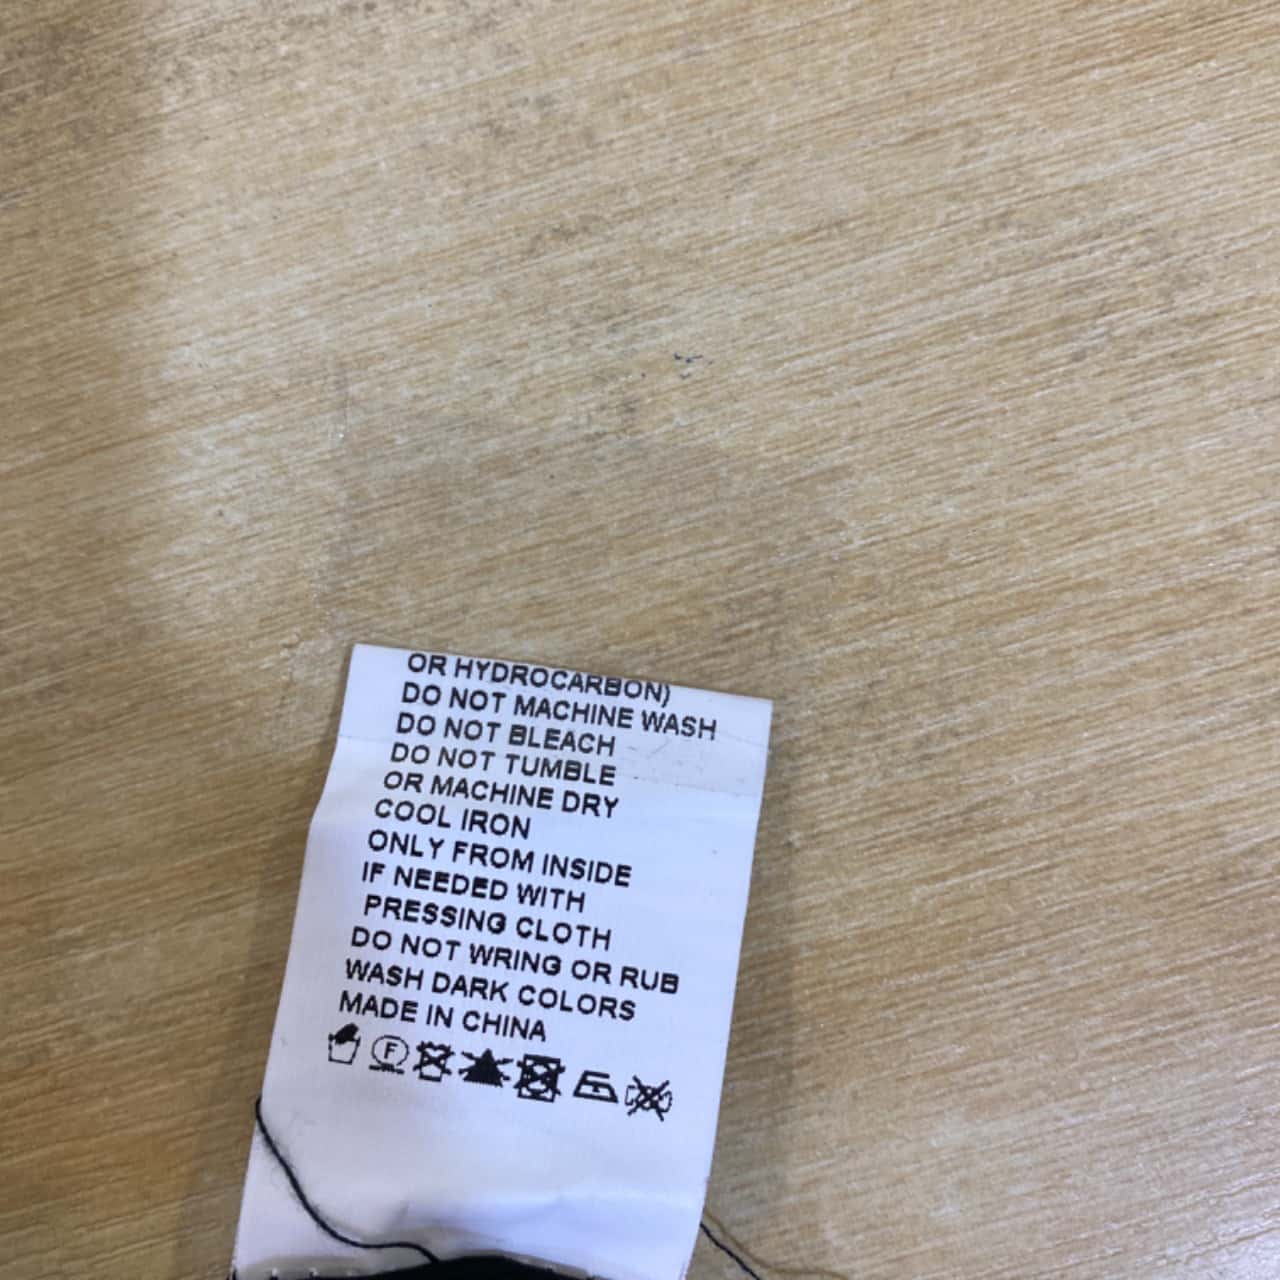 OR HYDROCARBON)
DO NOT MACHINE WASH
DO NOT BLEACH
DO NOT TUMBLE
OR MACHINE DRY
COOL IRON
ONLY FROM INSIDE
IF NEEDED WITH
PRESSING CLOTH
DO NOT WRING OR RUB
WASH DARK COLORS
MADE IN CHINA
F